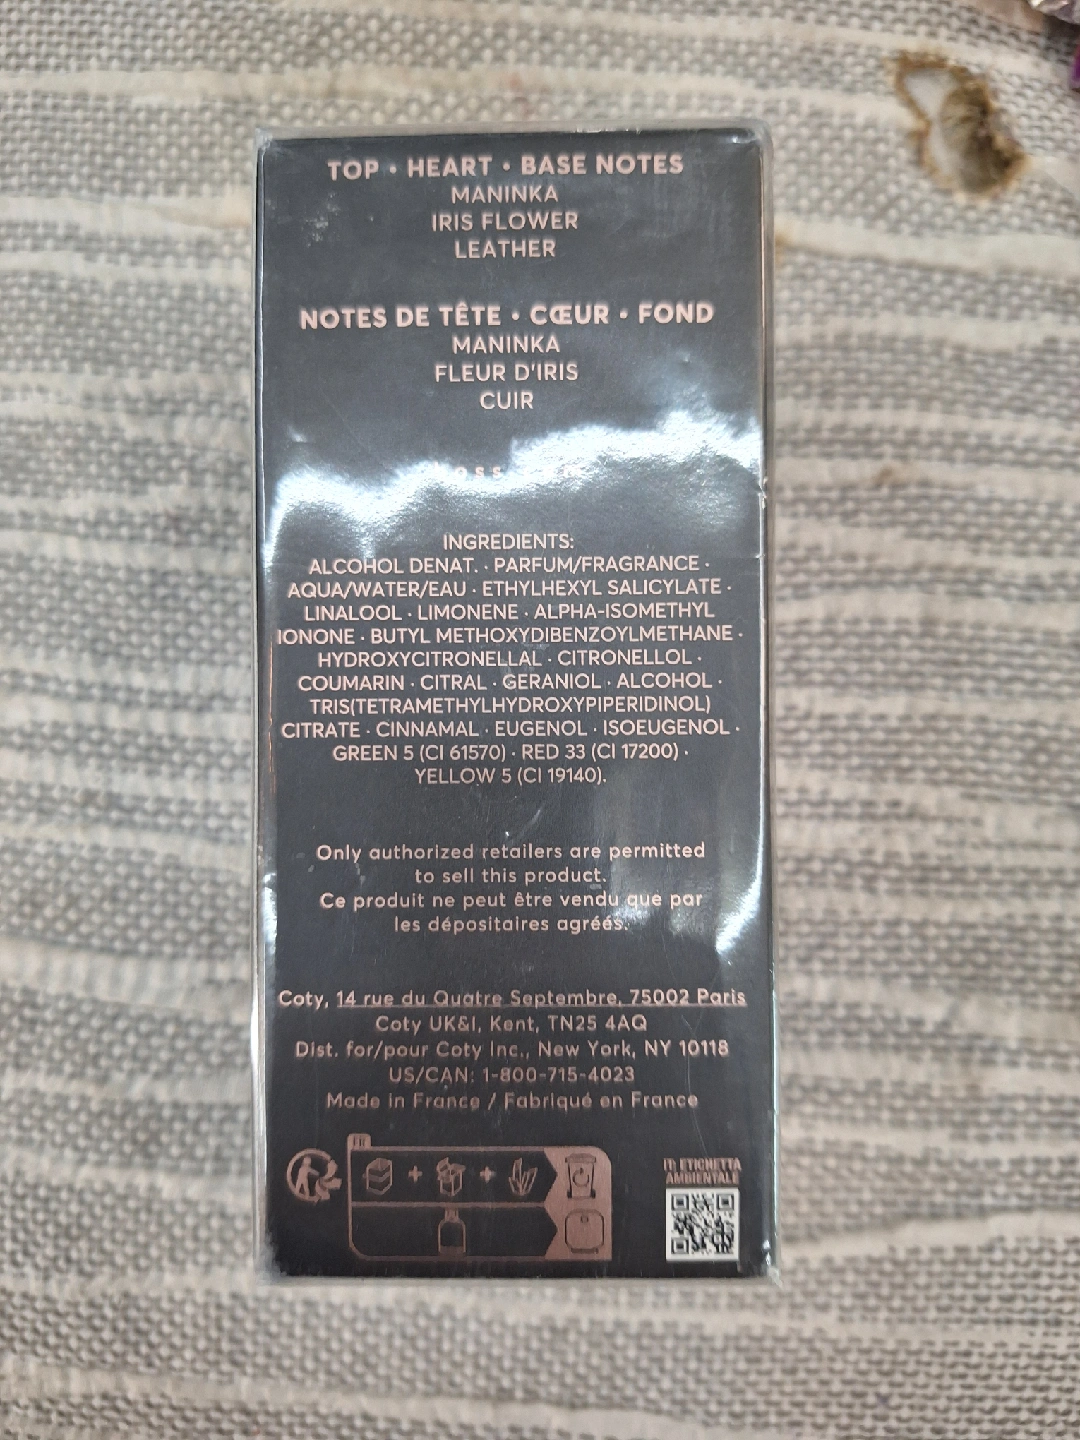 TOP • HEART • BASE NOTES
MANINKA
IRIS FLOWER
LEATHER
NOTES DE TÊTE • CŒUR • FOND
MANINKA
FLEUR D'IRIS
CUIR
INGREDIENTS:
ALCOHOL DENAT. · PARFUM/FRAGRANCE ·
AQUA/WATER/EAU · ETHYLHEXYL SALICYLATE ·
LINALOOL · LIMONENE · ALPHA-ISOMETHYL
IONONE · BUTYL METHOXYDIBENZOYLMETHANE ·
HYDROXYCITRONELLAL · CITRONELLOL ·
COUMARIN · CITRAL · GERANIOL · ALCOHOL ·
TRIS(TETRAMETHYLHYDROXYPIPERIDINOL)
CITRATE · CINNAMAL · EUGENOL · ISOEUGENOL ·
GREEN 5 (CI 61570) · RED 33 (CI 17200) ·
YELLOW 5 (CI 19140).
Only authorized retailers are permitted
to sell this product.
Ce produit ne peut être vendu que par
les dépositaires agréés.
Coty, 14 rue du Quatre Septembre, 75002 Paris
Coty UK&I, Kent, TN25 4AQ
Dist. for/pour Coty Inc., New York, NY 10118
US/CAN: 1-800-715-4023
Made in France / Fabriqué en France
FR
IT: ETICHETTA
AMBIENTALE